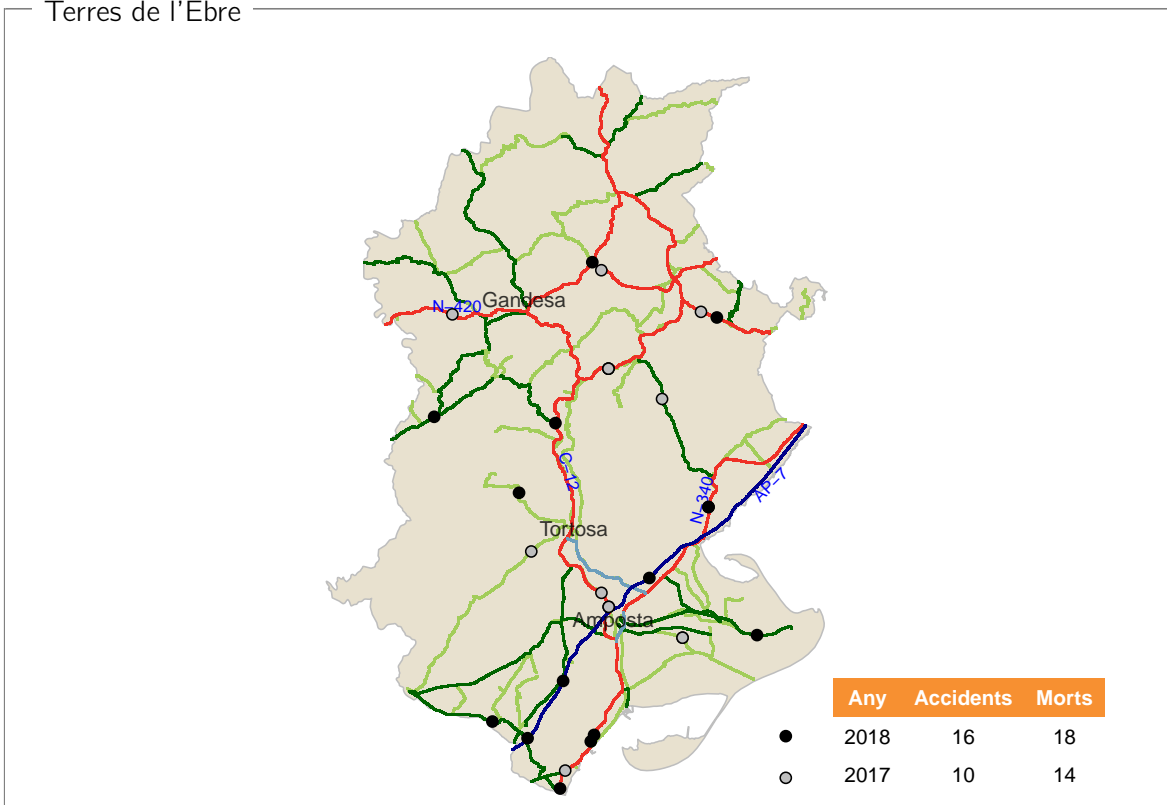 Terres de l'Ebre
N−420
Gandesa
C−12
N−340
AP−7
Tortosa
Amposta
Any Accidents Morts
2018 16 18
2017 10 14